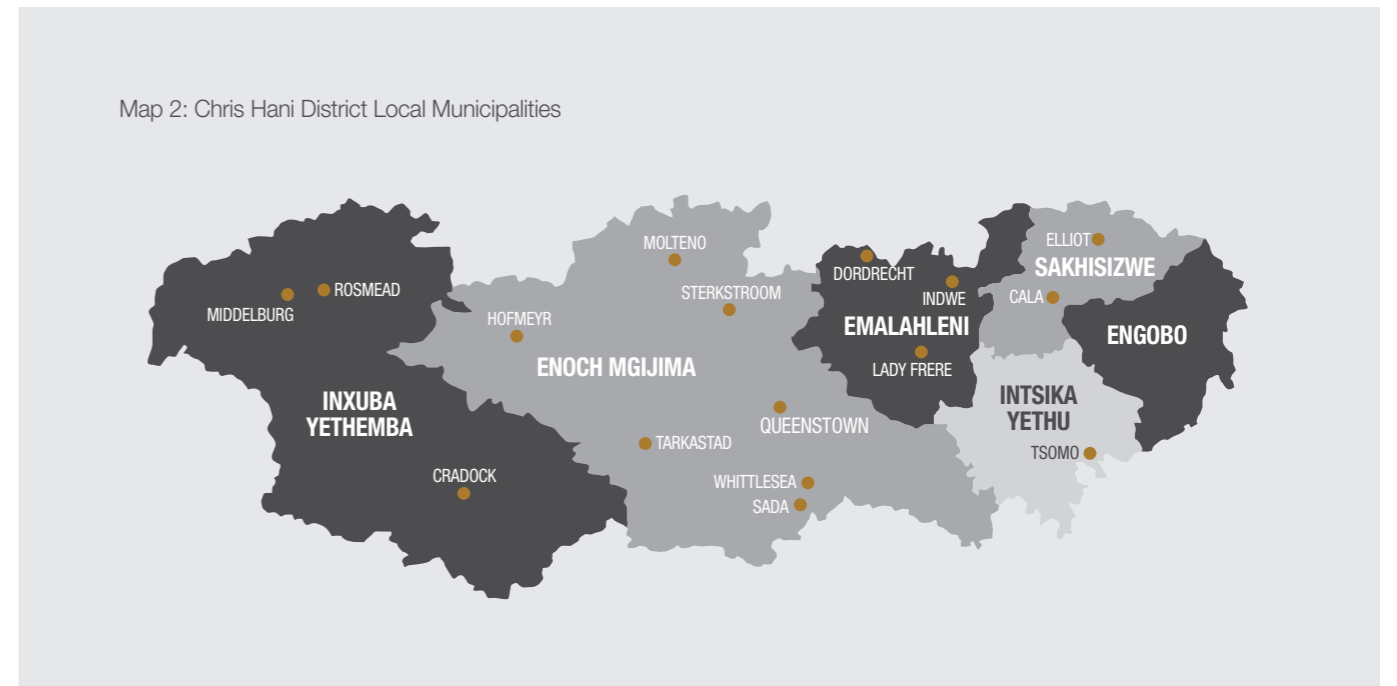 Map 2: Chris Hani District Local Municipalities
MOLTENO
ELLIOT
SAKHISIZWE
DORDRECHT
ROSMEAD
MIDDELBURG
STERKSTROOM
INDWE
CALA
HOFMEYR
EMALAHLENI
ENGOBO
ENOCH MGIJIMA
LADY FRERE
INXUBA
YETHEMBA
INTSIKA
YETHU
QUEENSTOWN
TARKASTAD
TSOMO
CRADOCK
WHITTLESEA
SADA